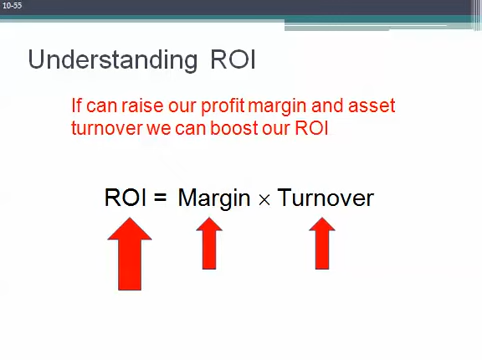 10-55
Understanding ROI
If can raise our profit margin and asset
turnover we can boost our ROI
ROI = Margin × Turnover